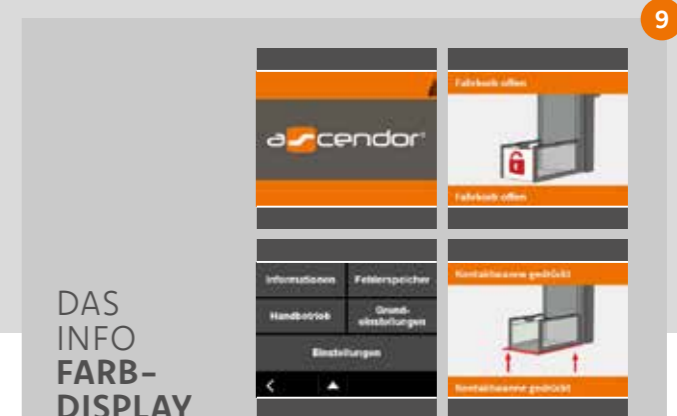 9
ascendor
Fahrkorb offen
Fahrkorb offen
Informationen Fehlerspeicher
Handbetrieb Grund-
einstellungen
Einstellungen
Kontaktwanne gedrückt
Kontaktwanne gedrückt
DAS
INFO
FARB-
DISPLAY